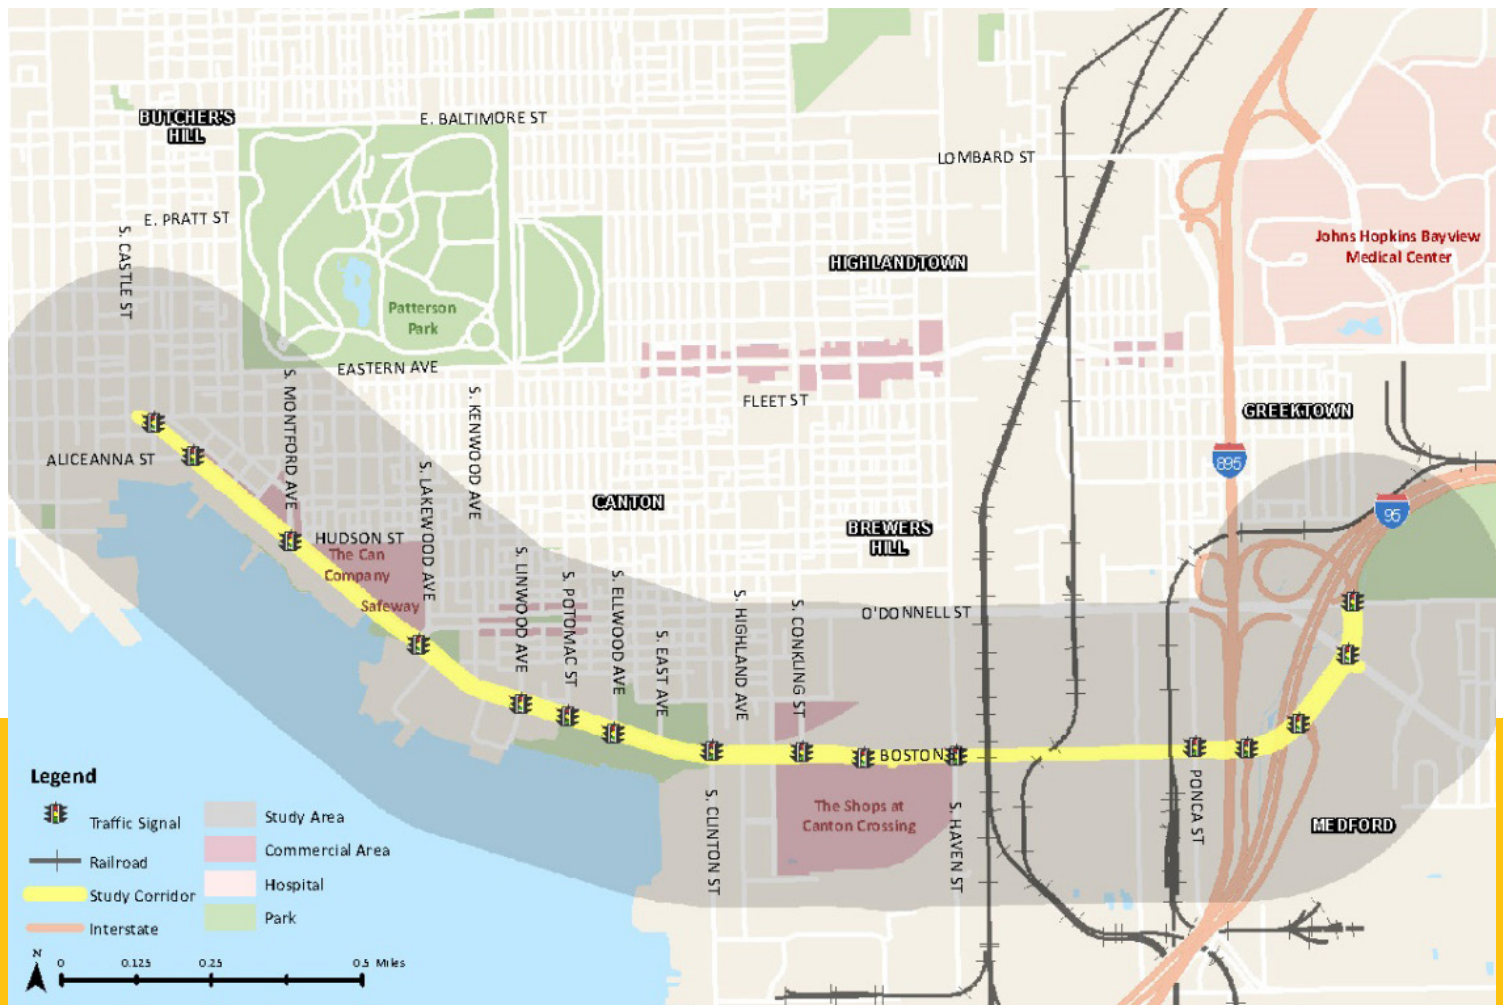 BUTCHER'S
HILL
E. BALTIMORE ST
LOMBARD ST
E. PRATT ST
S. CASTLE ST
Johns Hopkins Bayview
Medical Center
HIGHLANDTOWN
Patterson
Park
EASTERN AVE
FLEET ST
GREEKTOWN
S. MONTFORD AVE
S. KENWOOD AVE
ALICEANNA ST
S. LAKEWOOD AVE
895
95
CANTON
BREWERS
HILL
HUDSON ST
The Can
Company
Safeway
S. LINWOOD AVE
S. POTOMAC ST
S. ELLWOOD AVE
S. EAST AVE
S. HIGHLAND AVE
S. CONKLING ST
O'DONNELL ST
BOSTON
S. CLINTON ST
The Shops at
Canton Crossing
S. HAVEN ST
PONCA ST
MEDFORD
Legend
Traffic Signal
Railroad
Study Corridor
Interstate
Study Area
Commercial Area
Hospital
Park
N
0 0.125 0.25 0.5 Miles